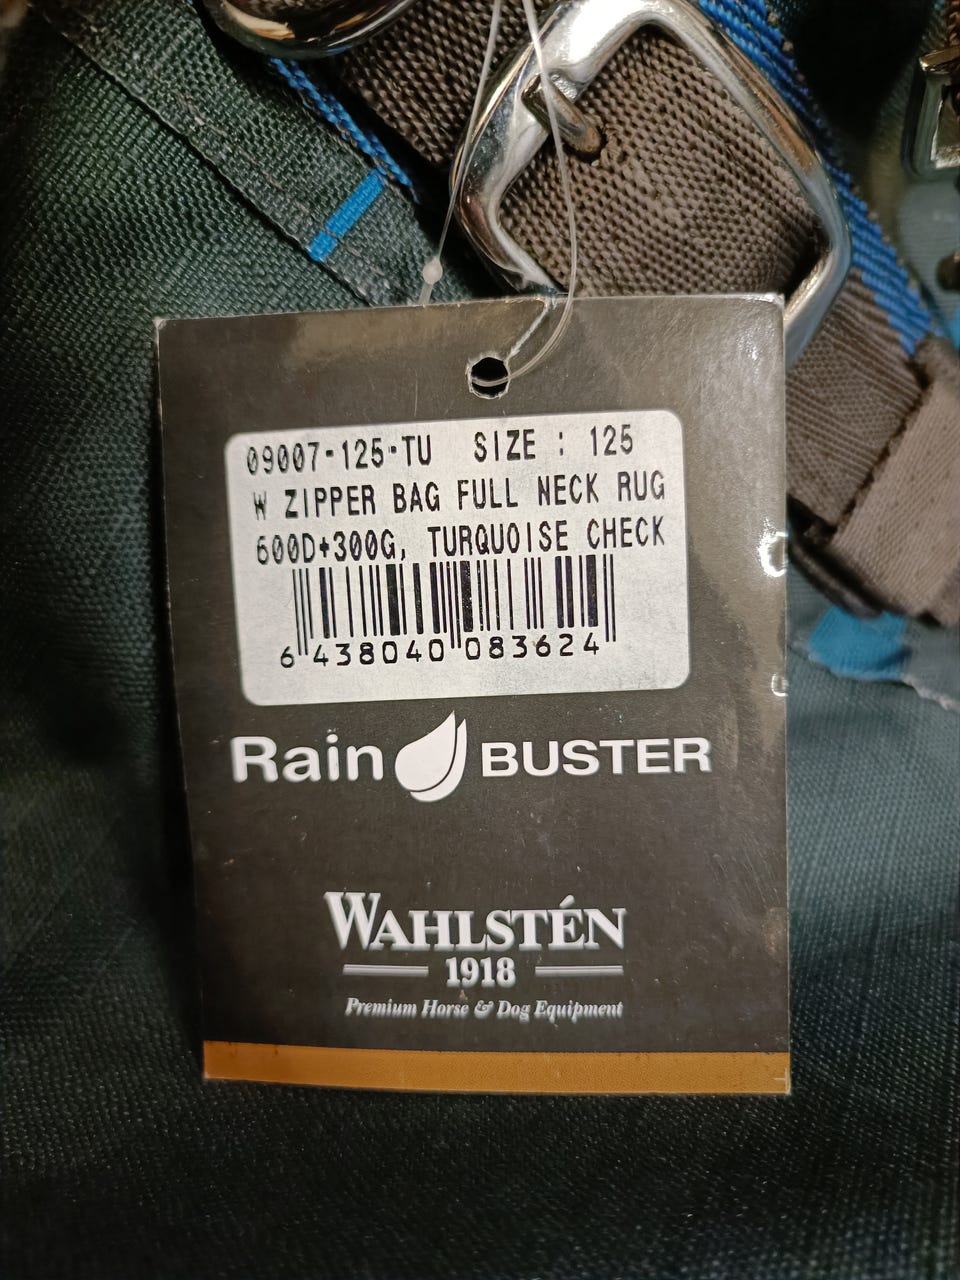 09007-125-TU SIZE : 125
W ZIPPER BAG FULL NECK RUG
600D+300G, TURQUOISE CHECK
6 438040 083624
Rain BUSTER
WAHLSTÉN
1918
Premium Horse & Dog Equipment